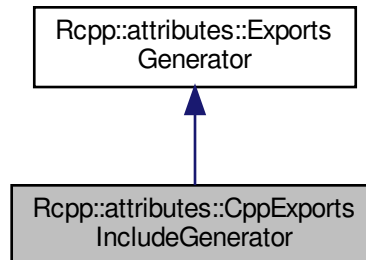 Rcpp::attributes::Exports
Generator
Rcpp::attributes::CppExports
IncludeGenerator